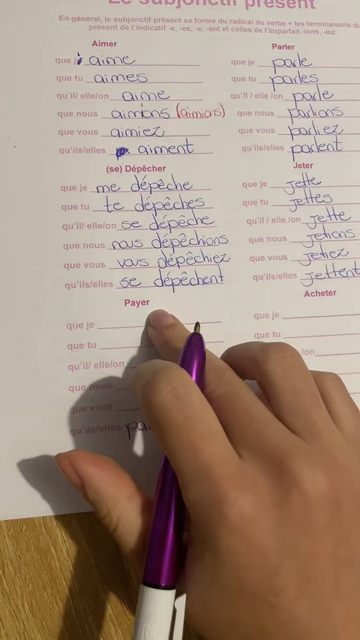 Le subjonctif présent
En général, le subjonctif présent se forme du radical du verbe + les terminaisons du
présent de l'indicatif -e, -es, -e, -ent et celles de l'imparfait -ions, -iez.
Aimer
que j' aime
que tu aimes
qu'il/ elle/on aime
que nous aimions (aimions)
que vous aimiez
qu'ils/elles aiment
(se) Dépêcher
que je me dépêche
que tu te dépêches
qu'il/ elle/on se dépêche
que nous nous dépêchions
que vous vous dépêchiez
qu'ils/elles se dépêchent
Payer
que je
que tu
qu'il/ elle/on
que nous
que vous
qu'ils/elles
Parler
que je parle
que tu parles
qu'il / elle /on parle
que nous parlions
que vous parliez
qu'ils/elles parlent
Jeter
que je jette
que tu jettes
qu'il / elle /on jette
que nous jetions
que vous jetiez
qu'ils/elles jettent
Acheter
que je
que tu
/on